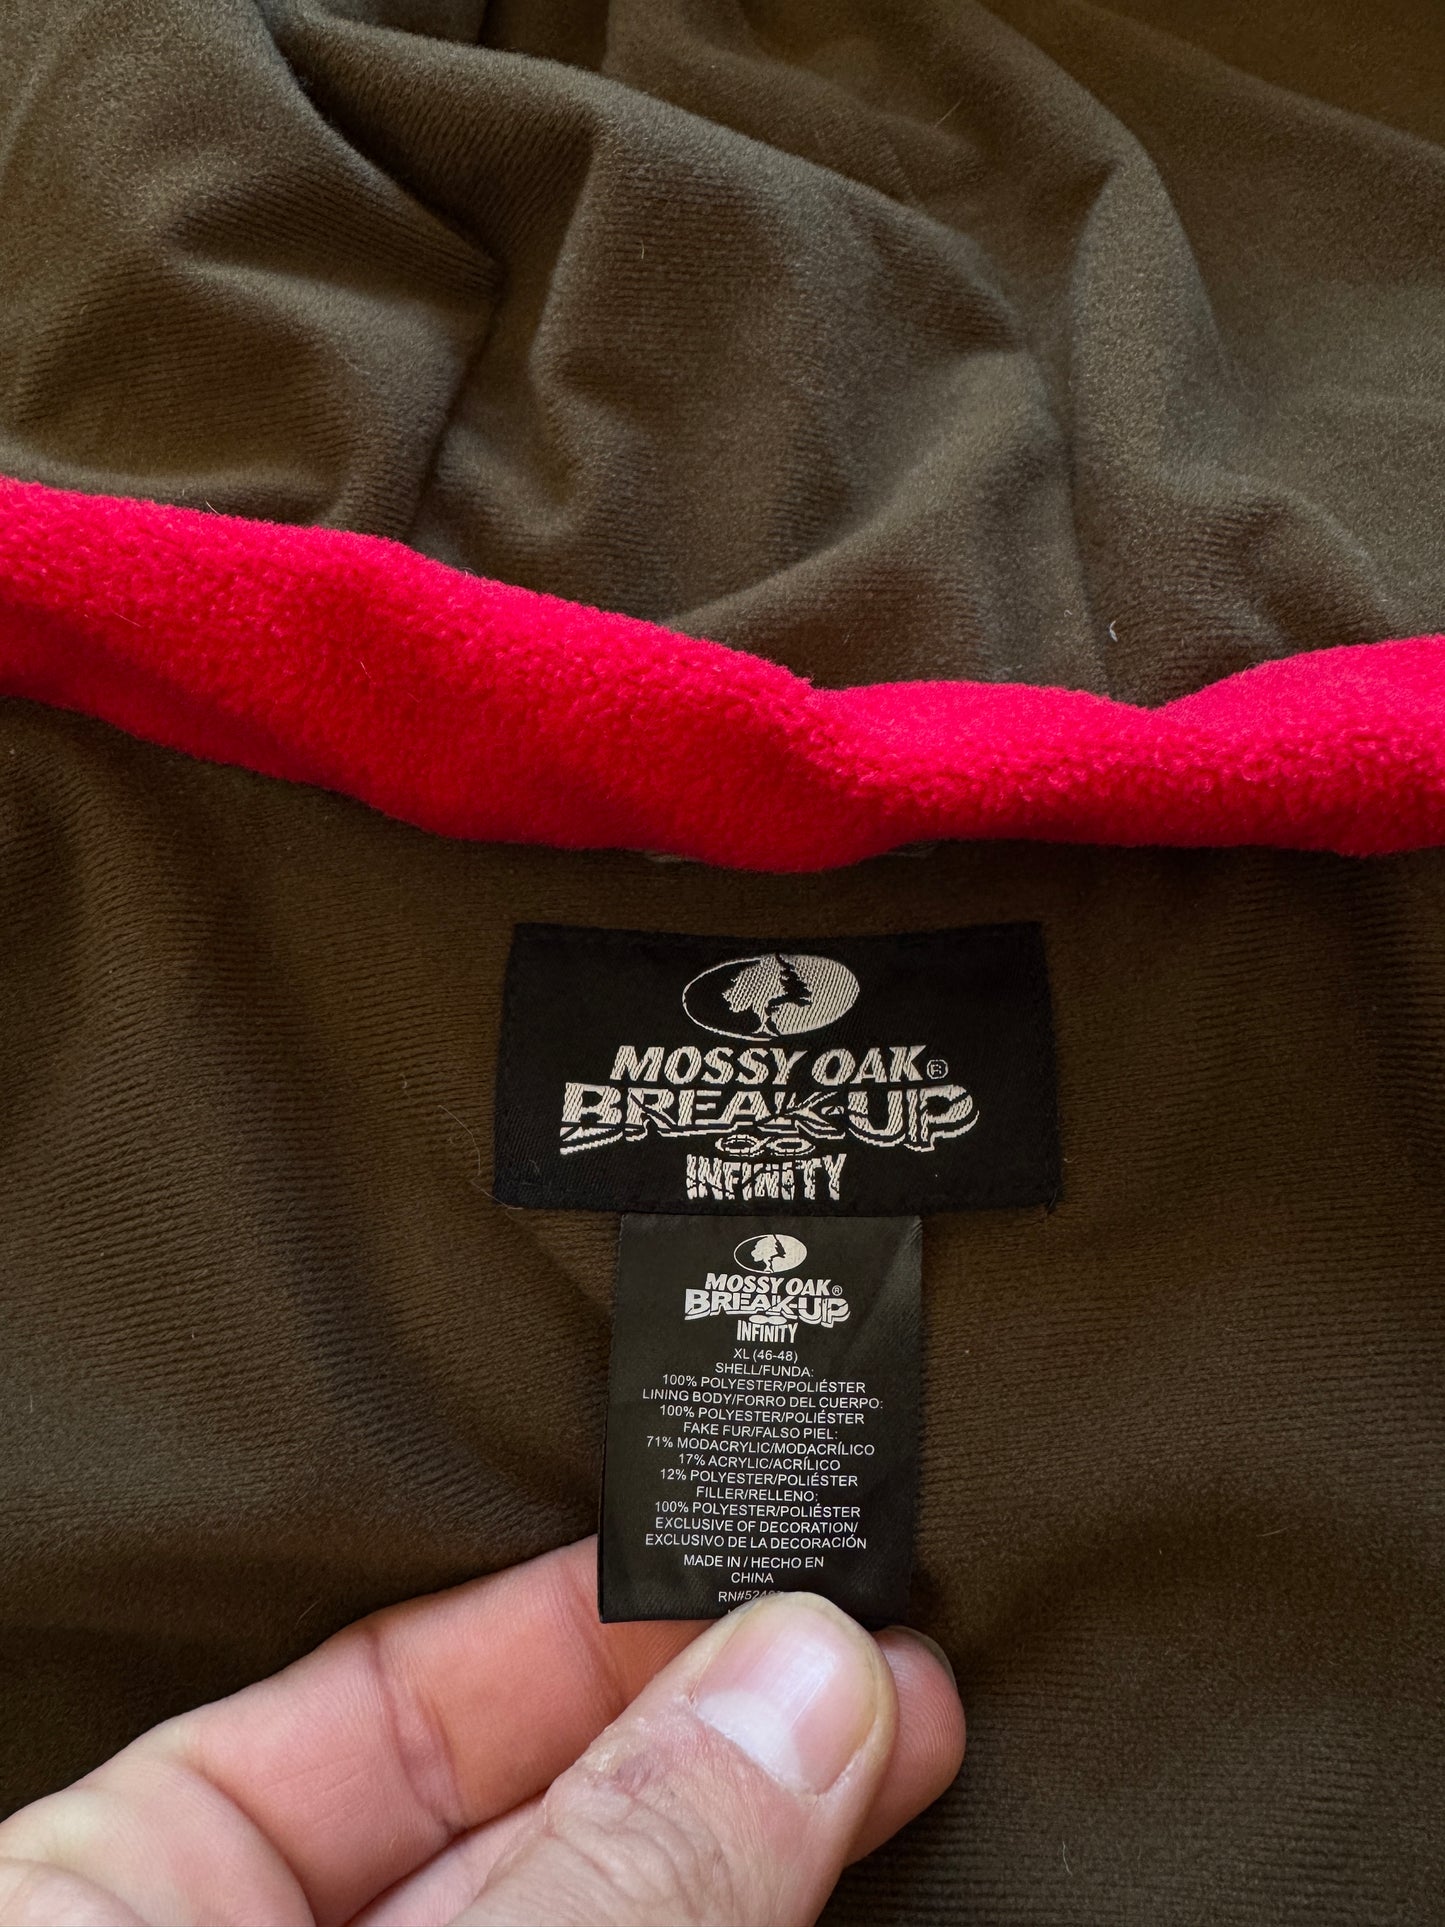 MOSSY OAK®
BREAK-UP
INFINITY
MOSSY OAK®
BREAK-UP
INFINITY
XL (46-48)
SHELL/FUNDA:
100% POLYESTER/POLIÉSTER
LINING BODY/FORRO DEL CUERPO:
100% POLYESTER/POLIÉSTER
FAKE FUR/FALSO PIEL:
71% MODACRYLIC/MODACRÍLICO
17% ACRYLIC/ACRÍLICO
12% POLYESTER/POLIÉSTER
FILLER/RELLENO:
100% POLYESTER/POLIÉSTER
EXCLUSIVE OF DECORATION/
EXCLUSIVO DE LA DECORACIÓN
MADE IN / HECHO EN
CHINA